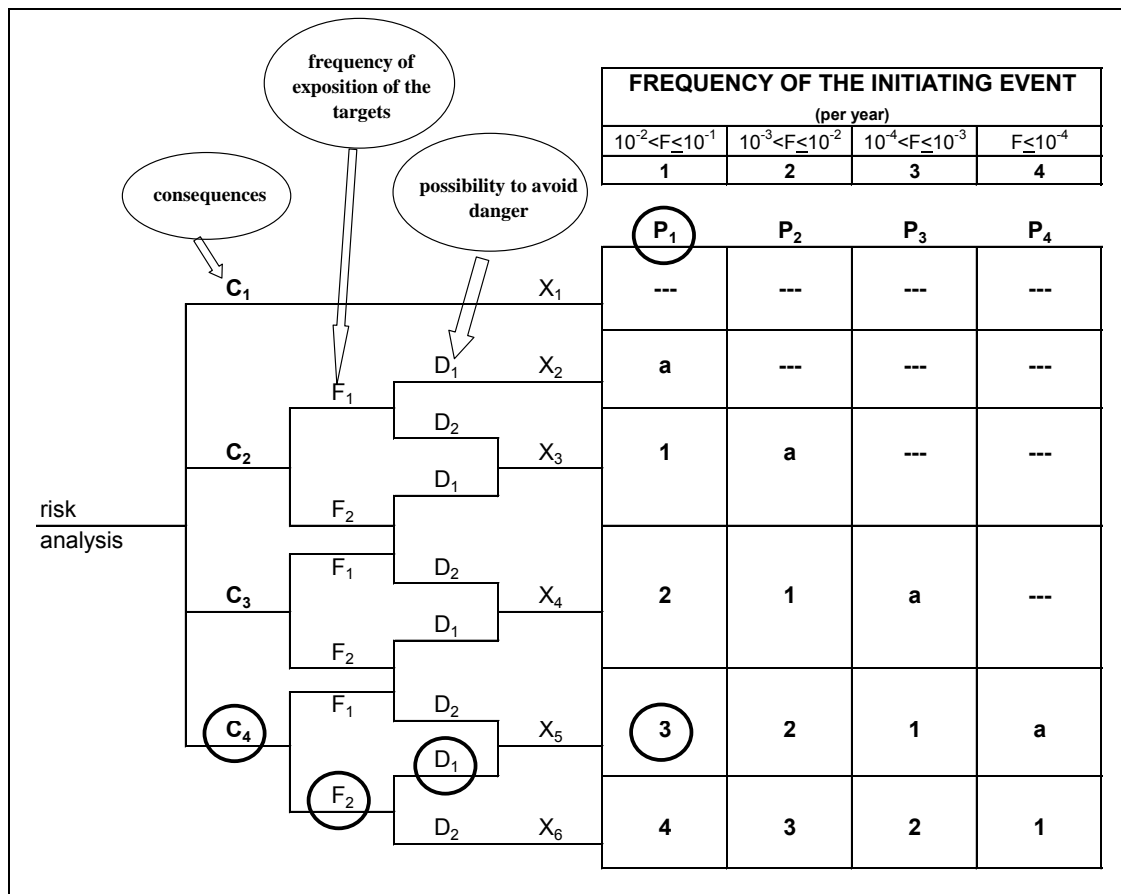 frequency of
exposition of the
targets
consequences
possibility to avoid
danger
FREQUENCY OF THE INITIATING EVENT
(per year)
10⁻²<F≤10⁻¹ 10⁻³<F≤10⁻² 10⁻⁴<F≤10⁻³ F≤10⁻⁴
1 2 3 4
P₁ P₂ P₃ P₄
C₁ X₁ --- --- --- ---
D₁ X₂ a --- --- ---
F₁
D₂
C₂ X₃ 1 a --- ---
D₁
F₂
risk
analysis
F₁ D₂
C₃ X₄ 2 1 a ---
D₁
F₂
F₁ D₂
C₄ X₅ 3 2 1 a
D₁
F₂
D₂ X₆ 4 3 2 1